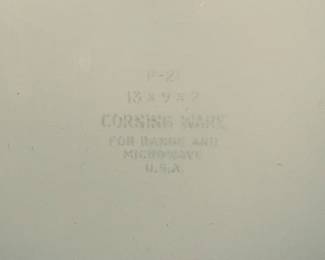 P-21
13 x 9 x 2
CORNING WARE
FOR RANGE AND
MICROWAVE
U.S.A.